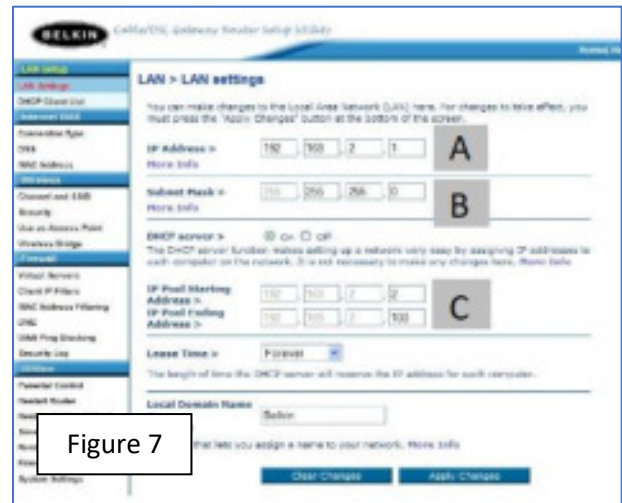 BELKIN
Cable/DSL Gateway Router Setup Utility
LAN Setup
LAN Settings
DHCP Client List
Internet WAN
Connection Type
DNS
MAC Address
Wireless
Channel and SSID
Security
Use as Access Point
Wireless Bridge
Firewall
Virtual Servers
Client IP Filters
MAC Address Filtering
DMZ
WAN Ping Blocking
Security Log
Utilities
Parental Control
Restart Router
System Settings
LAN > LAN settings
You can make changes to the Local Area Network (LAN) here. For changes to take effect, you
must press the "Apply Changes" button at the bottom of the screen.
IP Address > 192 . 168 . 2 . 1 A
More Info
Subnet Mask > 255 . 255 . 255 . 0 B
More Info
DHCP server > On Off
The DHCP server function makes setting up a network very easy by assigning IP addresses to
each computer on the network. It is not necessary to make any changes here. More Info
IP Pool Starting
Address > 192 . 168 . 2 . 2
C
IP Pool Ending
Address > 192 . 168 . 2 . 100
Lease Time > Forever
The length of time the DHCP server will reserve the IP address for each computer.
Local Domain Name
Belkin
that lets you assign a name to your network. More Info
Clear Changes Apply Changes
Figure 7